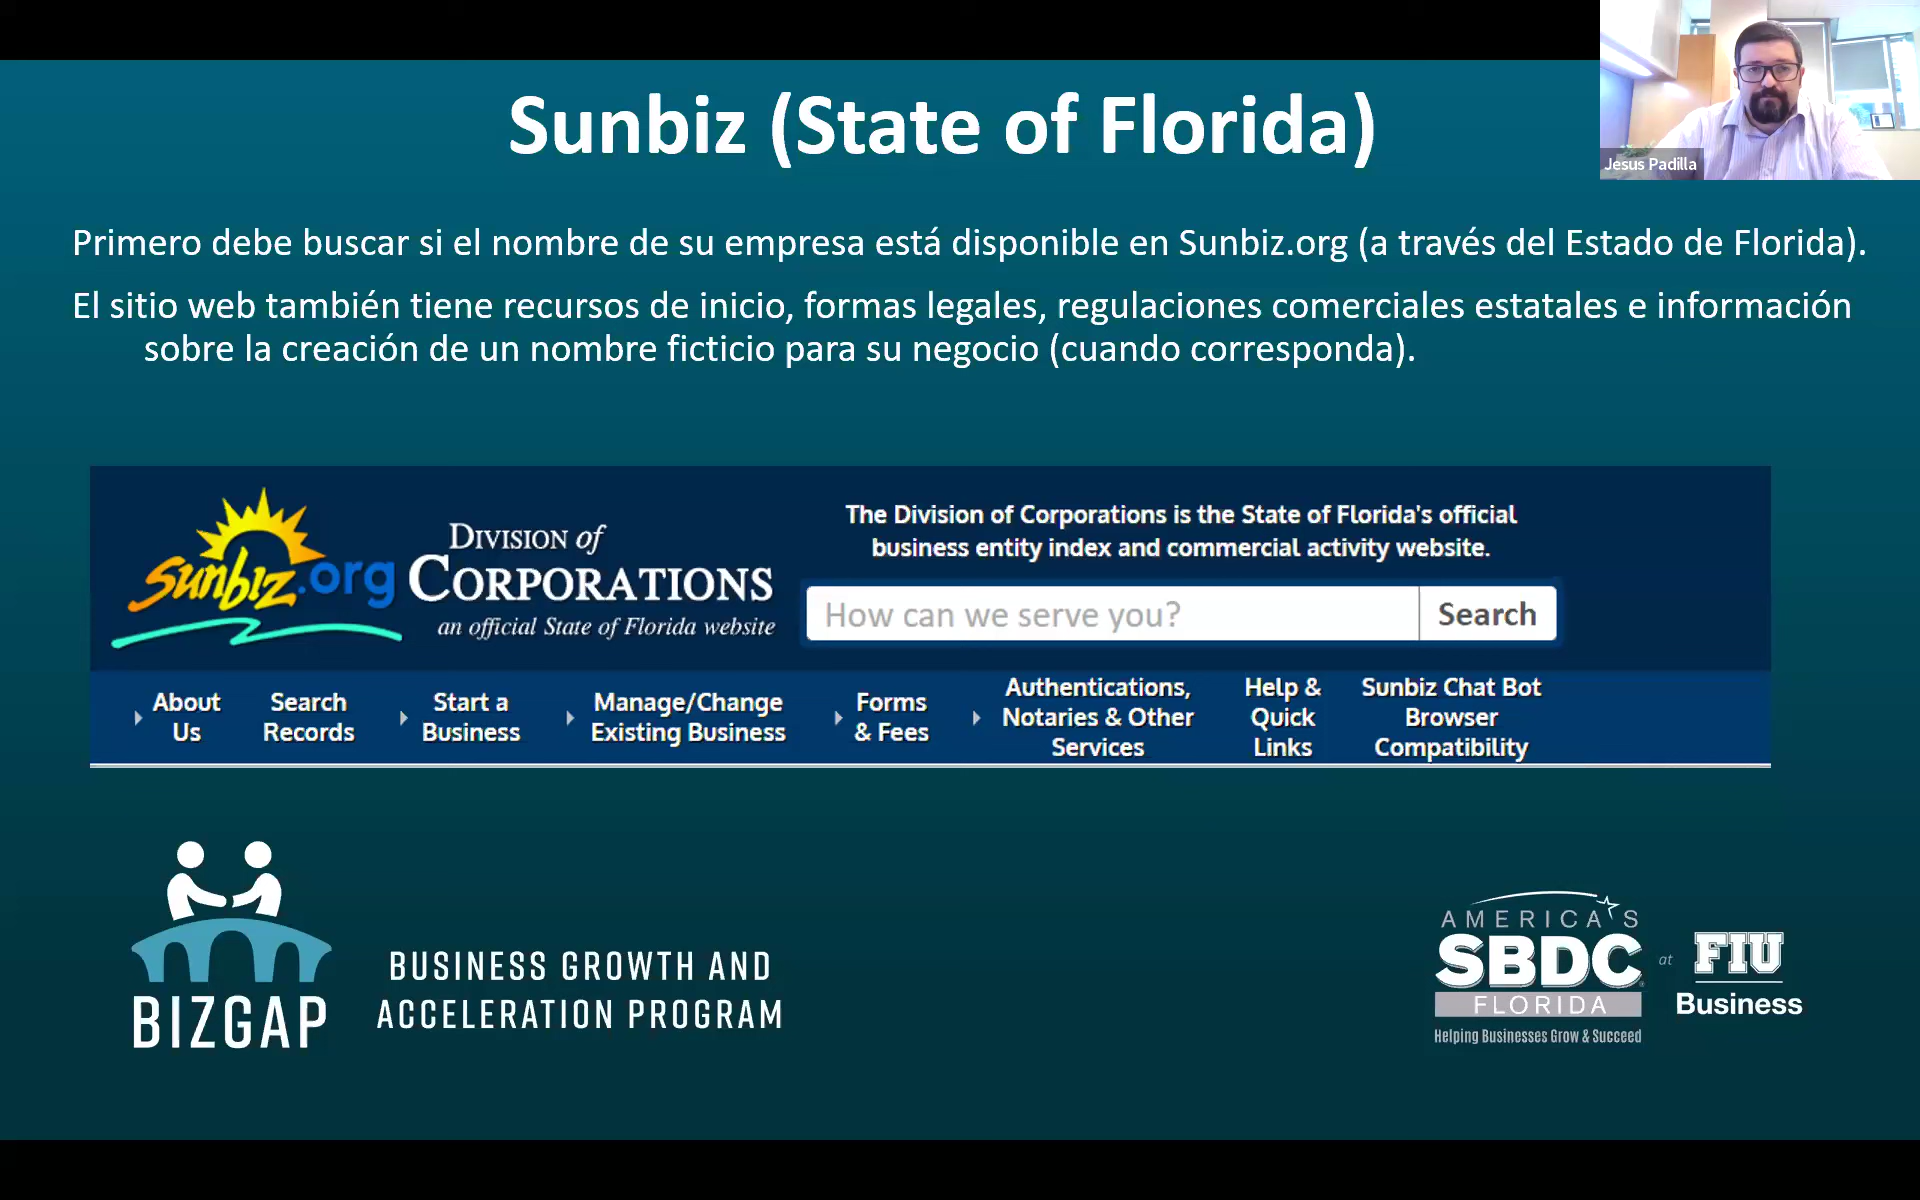 Sunbiz (State of Florida)
Jesus Padilla
Primero debe buscar si el nombre de su empresa está disponible en Sunbiz.org (a través del Estado de Florida).
El sitio web también tiene recursos de inicio, formas legales, regulaciones comerciales estatales e información
sobre la creación de un nombre ficticio para su negocio (cuando corresponda).
sunbiz.org
DIVISION of
CORPORATIONS
an official State of Florida website
The Division of Corporations is the State of Florida's official
business entity index and commercial activity website.
How can we serve you?
Search
About
Us
Search
Records
Start a
Business
Manage/Change
Existing Business
Forms
& Fees
Authentications,
Notaries & Other
Services
Help &
Quick
Links
Sunbiz Chat Bot
Browser
Compatibility
BIZGAP
BUSINESS GROWTH AND
ACCELERATION PROGRAM
AMERICA'S
SBDC
FLORIDA
Helping Businesses Grow & Succeed
at
FIU
Business